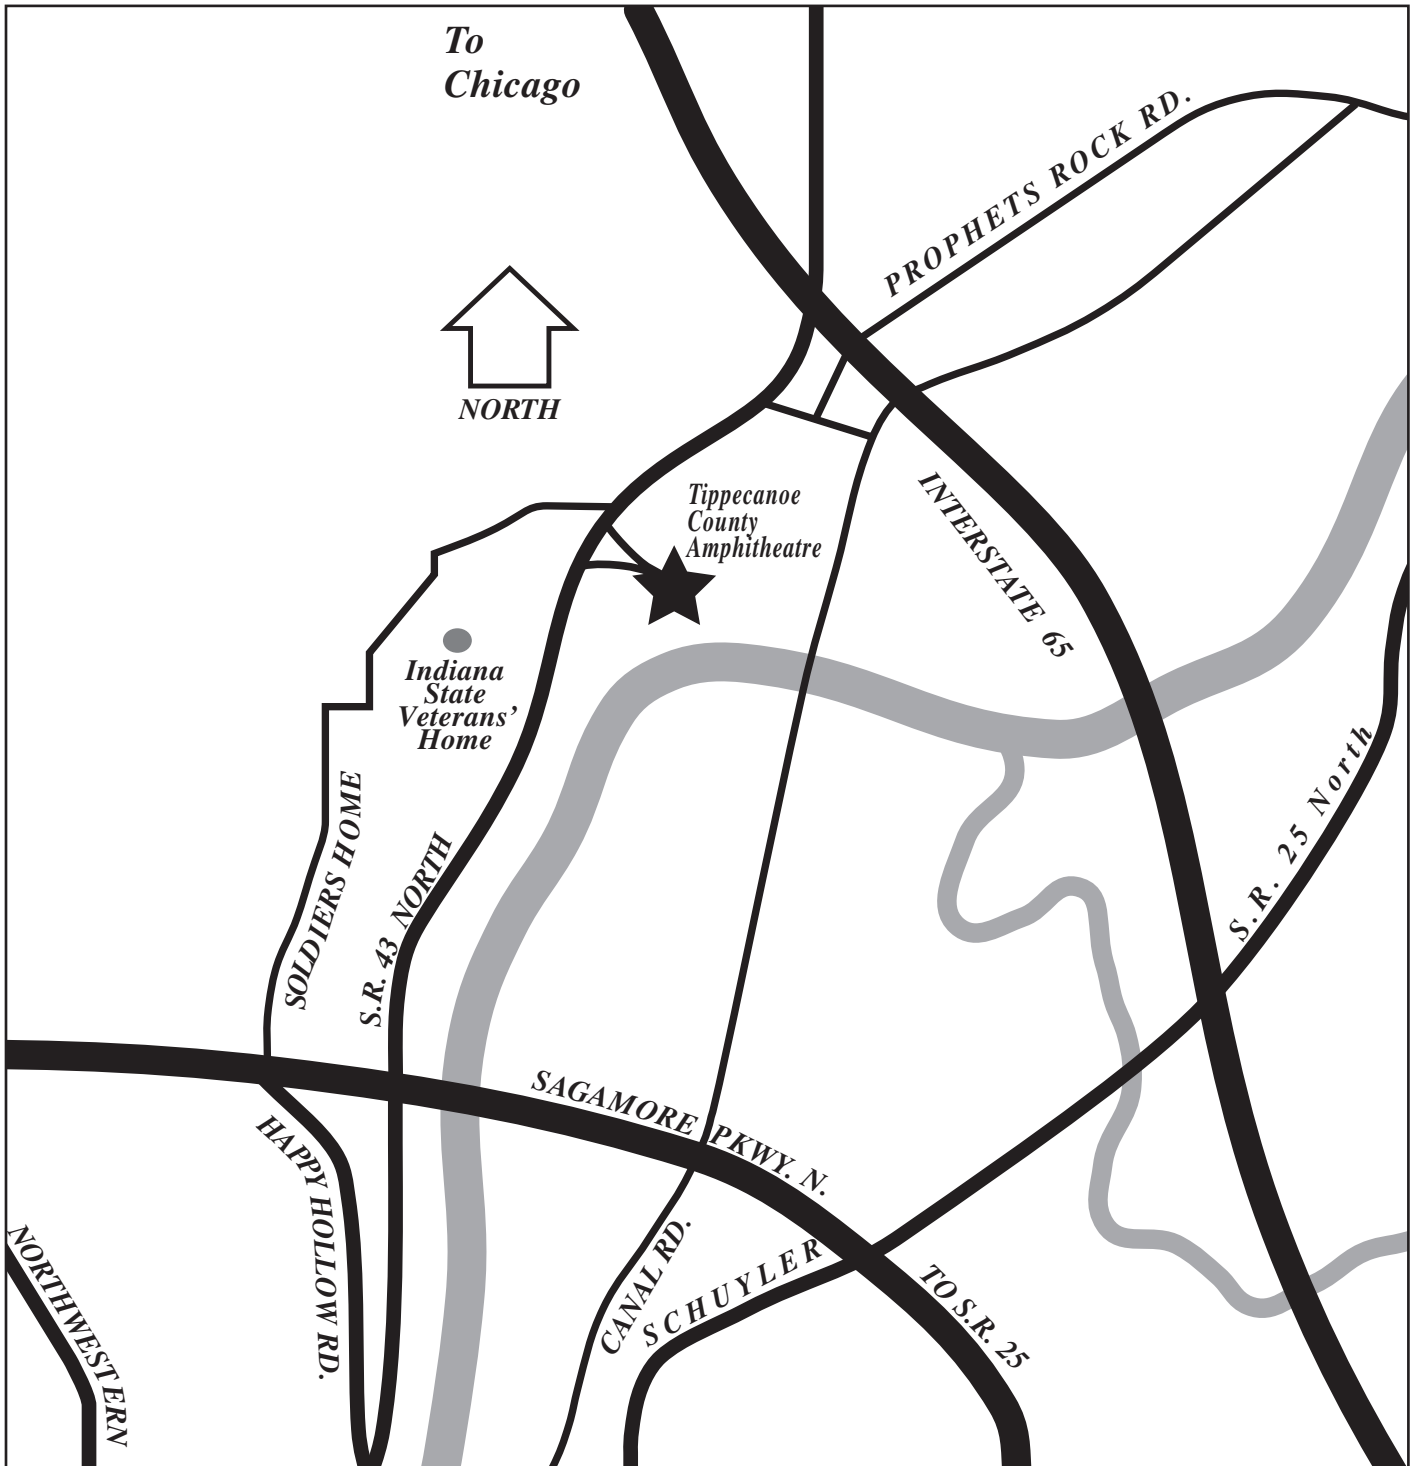 To
Chicago
PROPHETS ROCK RD.
NORTH
Tippecanoe
County
Amphitheatre
INTERSTATE 65
Indiana
State
Veterans’
Home
S.R. 25 North
SOLDIERS HOME
S.R. 43 NORTH
SAGAMORE PKWY. N.
HAPPY HOLLOW RD.
CANAL RD.
SCHUYLER
TO S.R. 25
NORTHWESTERN